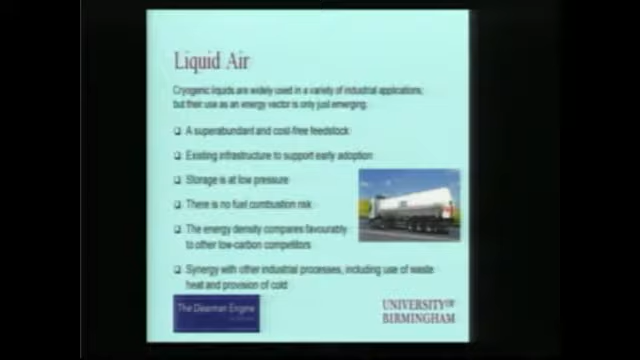 Liquid Air
Cryogenic liquids are widely used in a variety of industrial applications;
but their use as an energy vector is only just emerging.
❑ A superabundant and cost-free feedstock
❑ Existing infrastructure to support early adoption
❑ Storage is at low pressure
❑ There is no fuel combustion risk
❑ The energy density compares favourably
to other low-carbon competitors
❑ Synergy with other industrial processes, including use of waste
heat and provision of cold
The Dearman Engine
UNIVERSITY OF
BIRMINGHAM